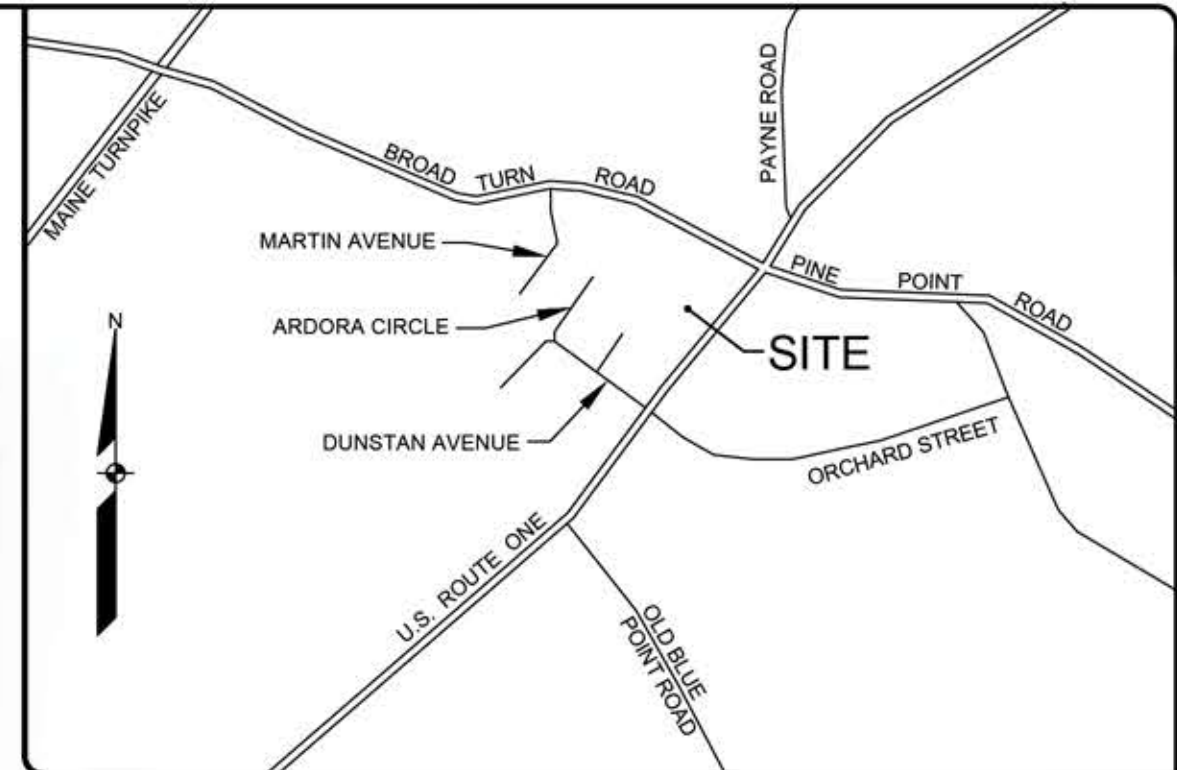 MAINE TURNPIKE
PAYNE ROAD
BROAD TURN ROAD
MARTIN AVENUE
PINE POINT ROAD
ARDORA CIRCLE
N
SITE
DUNSTAN AVENUE
ORCHARD STREET
U.S. ROUTE ONE
OLD BLUE
POINT ROAD